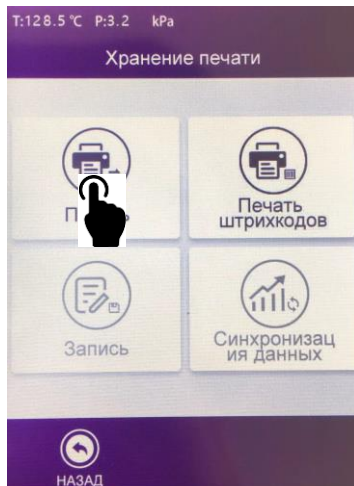 T:128.5 ℃ P:3.2 kPa
Хранение печати
Печать
штрихкодов
Запись
Синхронизац
ия данных
НАЗАД